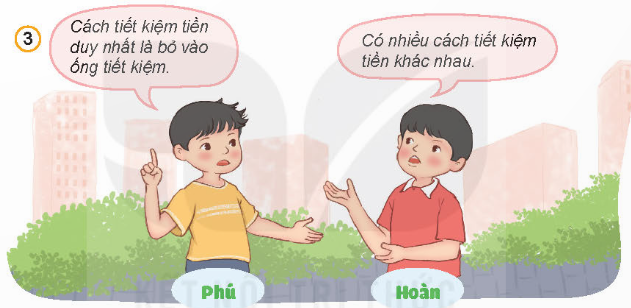 3
Cách tiết kiệm tiền
duy nhất là bỏ vào
ống tiết kiệm.
Có nhiều cách tiết kiệm
tiền khác nhau.
Phú
Hoàn